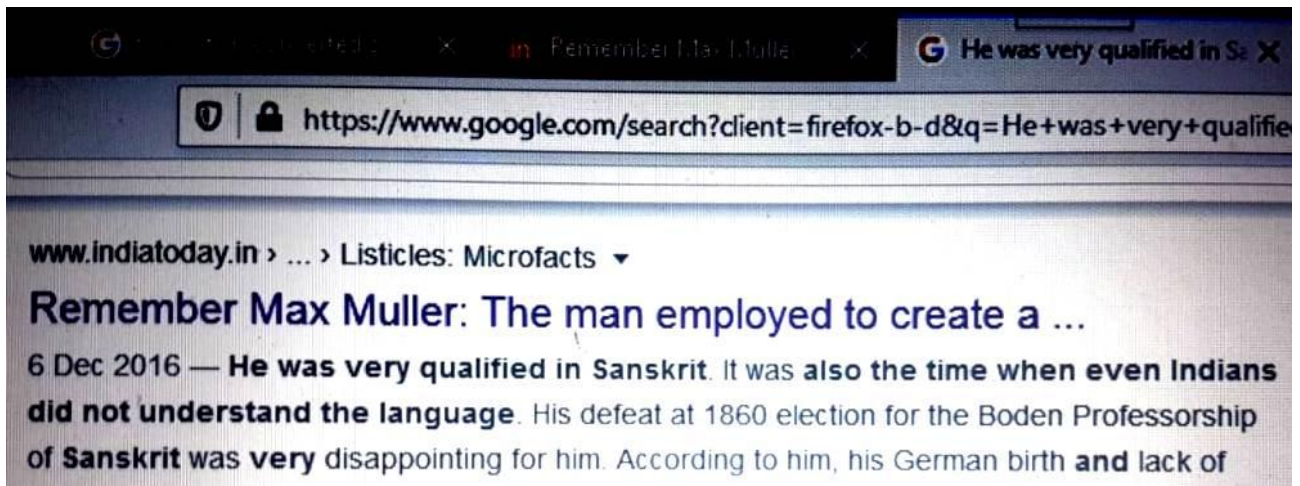 Remember Max Mulle
He was very qualified in Sa
https://www.google.com/search?client=firefox-b-d&q=He+was+very+qualifie
www.indiatoday.in › ... › Listicles: Microfacts
Remember Max Muller: The man employed to create a ...
6 Dec 2016 — He was very qualified in Sanskrit. It was also the time when even Indians
did not understand the language. His defeat at 1860 election for the Boden Professorship
of Sanskrit was very disappointing for him. According to him, his German birth and lack of